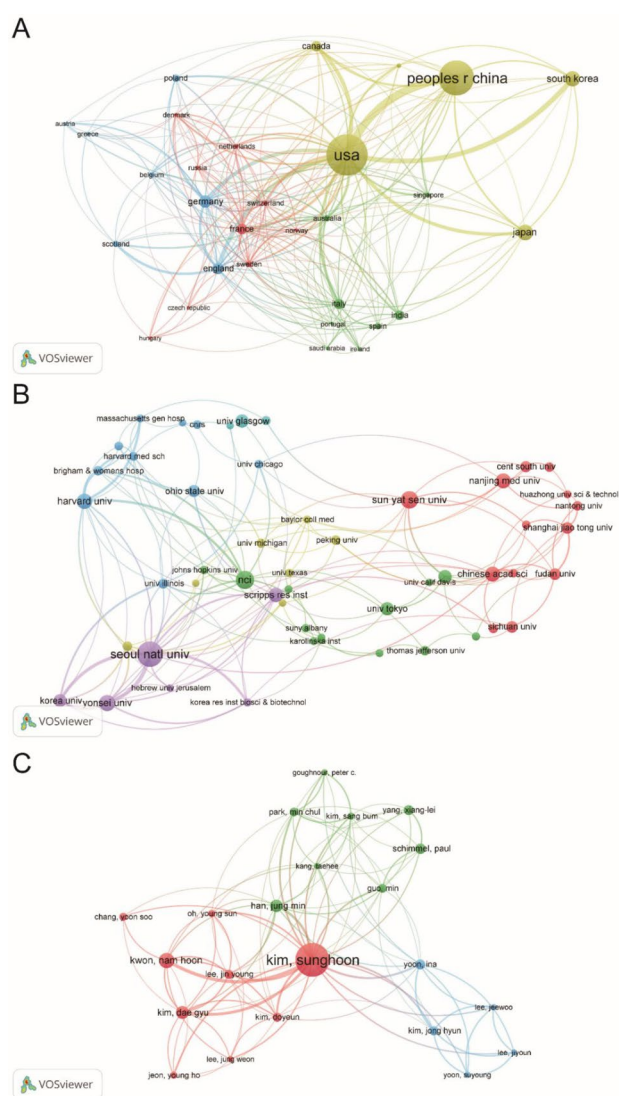 A
canada
peoples r china
south korea
poland
denmark
usa
austria
greece
netherlands
russia
belgium
switzerland
singapore
germany
australia
france
norway
japan
scotland
england
sweden
italy
india
czech republic
portugal
spain
hungary
saudi arabia
ireland
VOSviewer
B
massachusetts gen hosp
cnrs
univ glasgow
harvard med sch
brigham & womens hosp
univ chicago
cent south univ
nanjing med univ
harvard univ
ohio state univ
sun yat sen univ
huazhong univ sci & technol
nantong univ
baylor coll med
shanghai jiao tong univ
univ michigan
peking univ
johns hopkins univ
univ texas
chinese acad sci
nci
univ calif davis
fudan univ
univ illinois
scripps res inst
univ tokyo
suny albany
sichuan univ
karolinska inst
seoul natl univ
thomas jefferson univ
hebrew univ jerusalem
korea univ
yonsei univ
korea res inst biosci & biotechnol
VOSviewer
C
goughnour, peter c.
park, min chul
kim, sang bum
yang, xiang-lei
schimmel, paul
kang, taehee
guo, min
han, jung min
chang, yoon soo
oh, young sun
kim, sunghoon
kwon, nam hoon
yoon, ina
lee, jin young
kim, dae gyu
kim, doyeun
lee, jeewoo
kim, jong hyun
lee, jung weon
lee, jiyoun
jeon, young ho
yoon, suyoung
VOSviewer